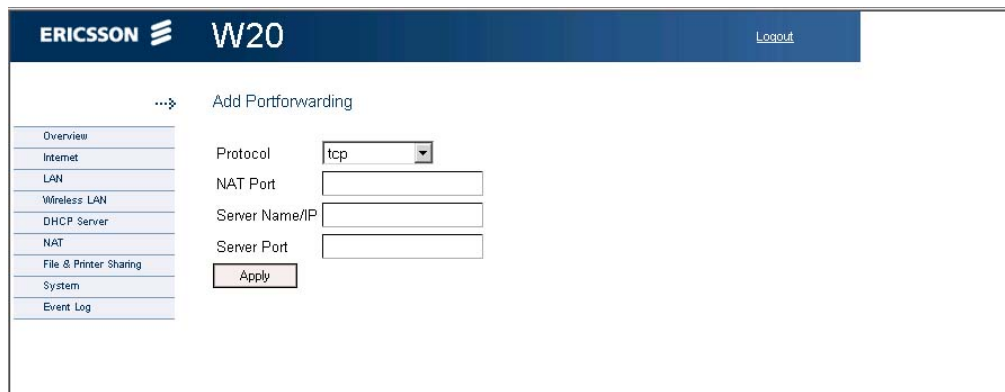 ERICSSON
W20
Logout
Add Portforwarding
Overview
Internet
LAN
Wireless LAN
DHCP Server
NAT
File & Printer Sharing
System
Event Log
Protocol
tcp
NAT Port
Server Name/IP
Server Port
Apply